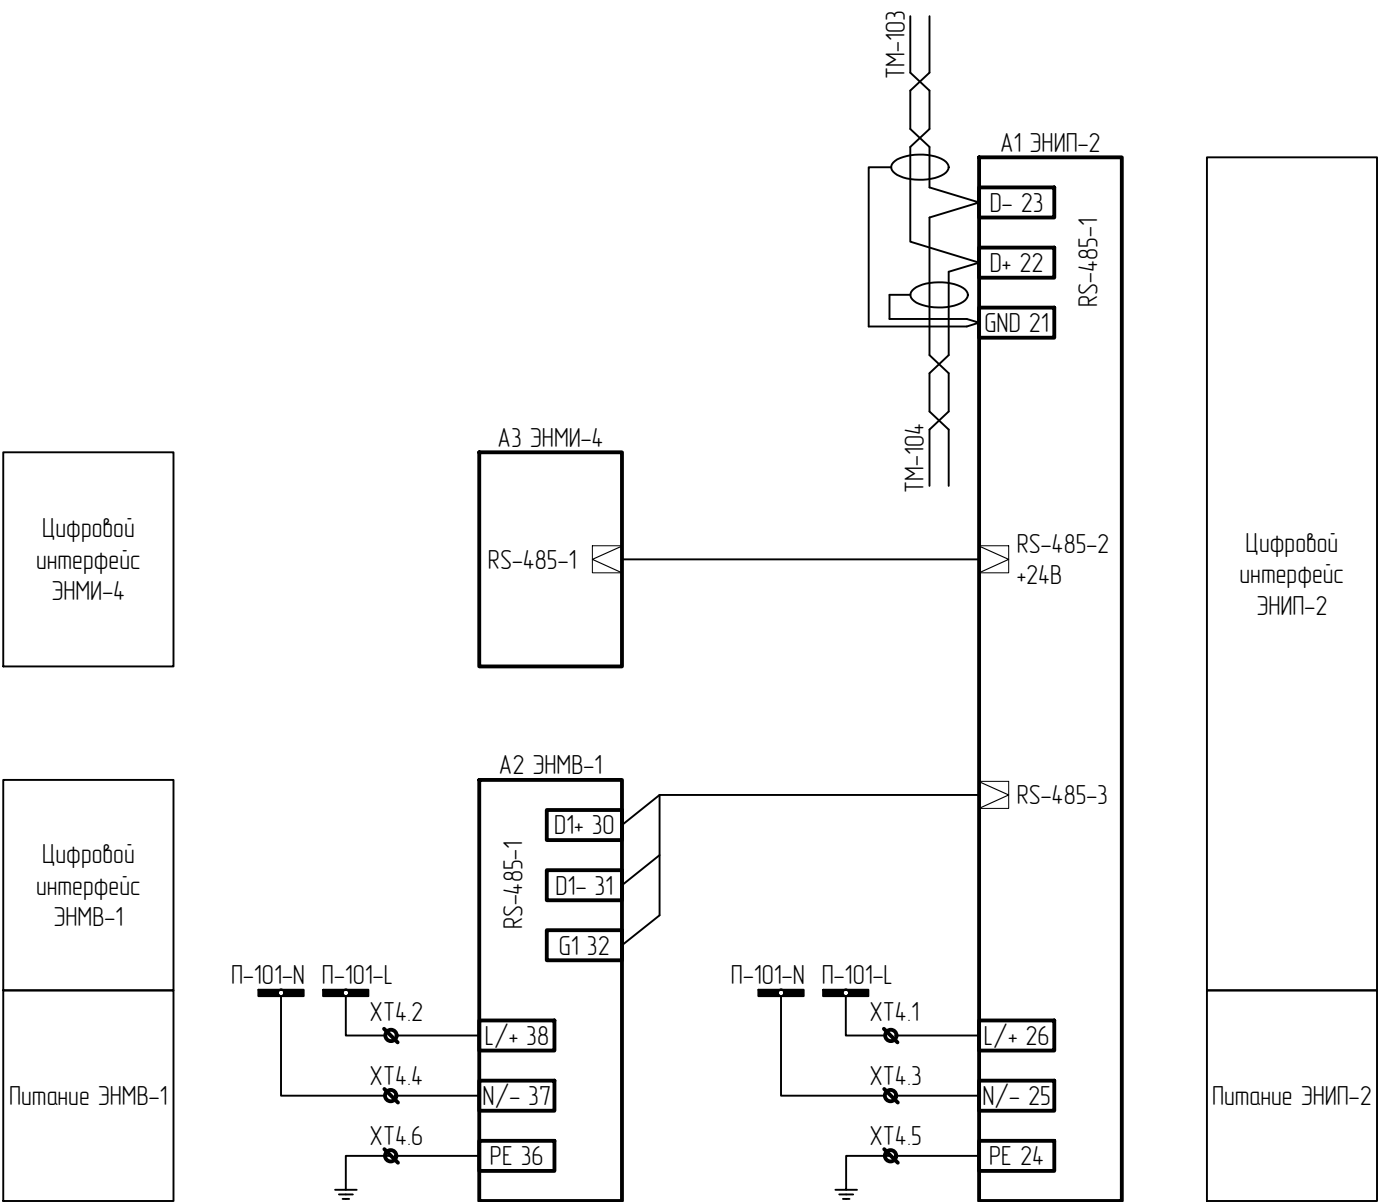 ТМ-103
А1 ЭНИП-2
D- 23
D+ 22
GND 21
RS-485-1
ТМ-104
А3 ЭНМИ-4
RS-485-1
RS-485-2
+24В
Цифровой
интерфейс
ЭНМИ-4
Цифровой
интерфейс
ЭНИП-2
А2 ЭНМВ-1
D1+ 30
D1- 31
G1 32
RS-485-1
RS-485-3
Цифровой
интерфейс
ЭНМВ-1
П-101-N П-101-L
XT4.2
L/+ 38
XT4.4
N/- 37
XT4.6
PE 36
П-101-N П-101-L
XT4.1
L/+ 26
XT4.3
N/- 25
XT4.5
PE 24
Питание ЭНМВ-1
Питание ЭНИП-2